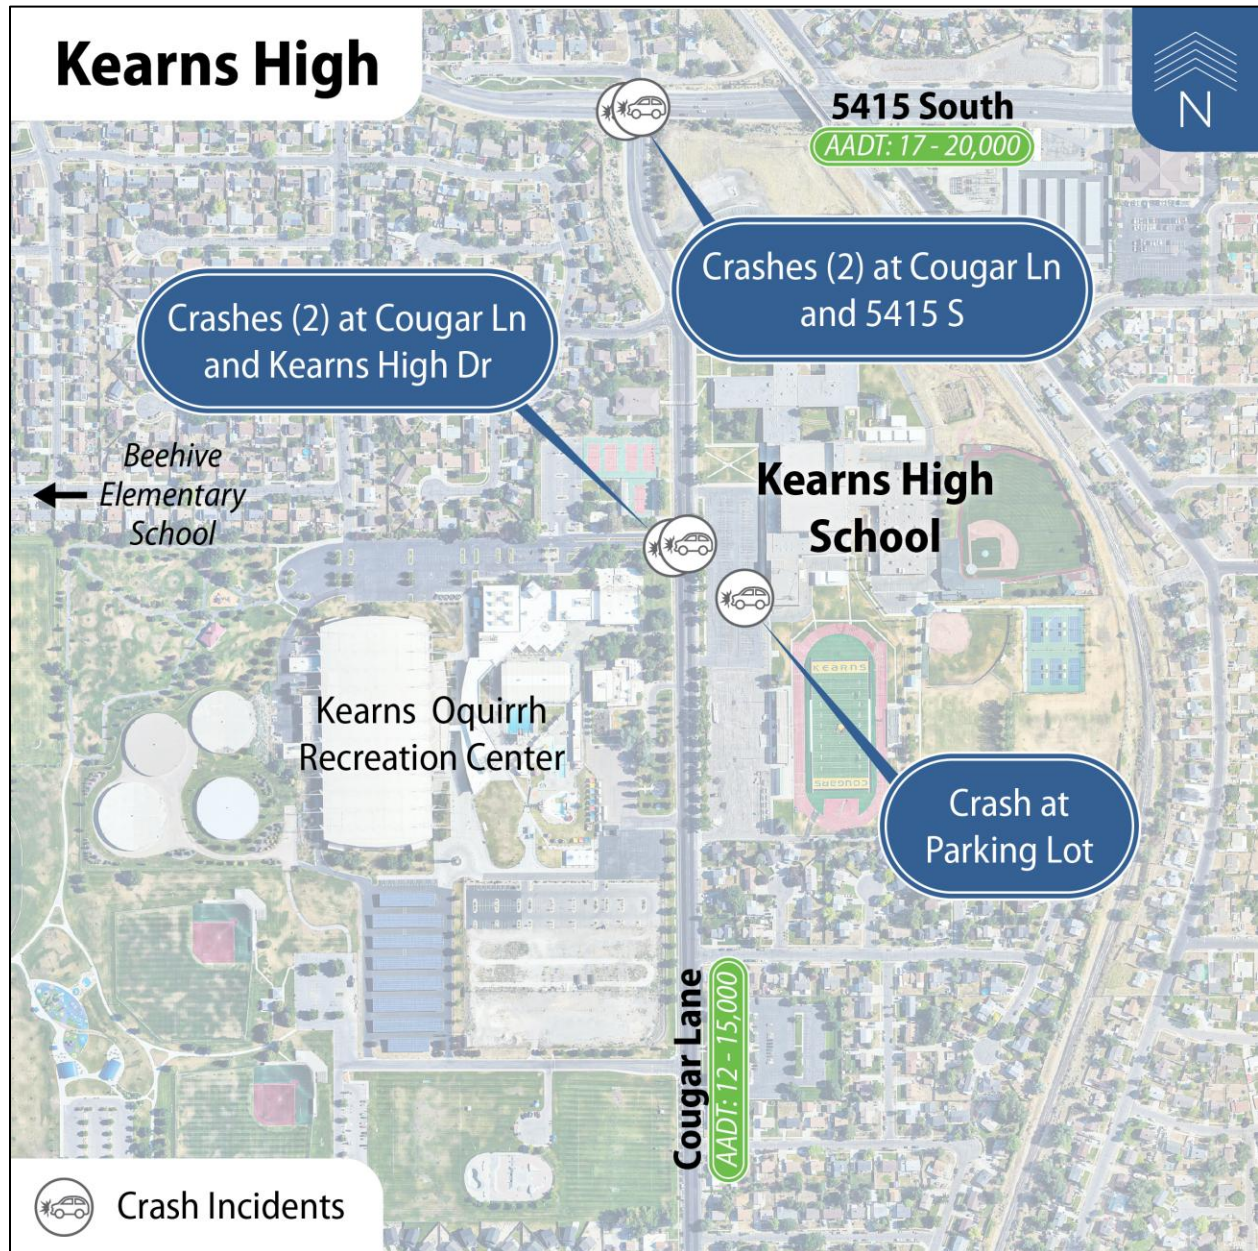 Kearns High
N
5415 South
AADT: 17 - 20,000
Crashes (2) at Cougar Ln
and 5415 S
Crashes (2) at Cougar Ln
and Kearns High Dr
Beehive
Elementary
School
Kearns High
School
KEARNS
Kearns Oquirrh
Recreation Center
COUGARS
Crash at
Parking Lot
Cougar Lane
AADT: 12 - 15,000
Crash Incidents